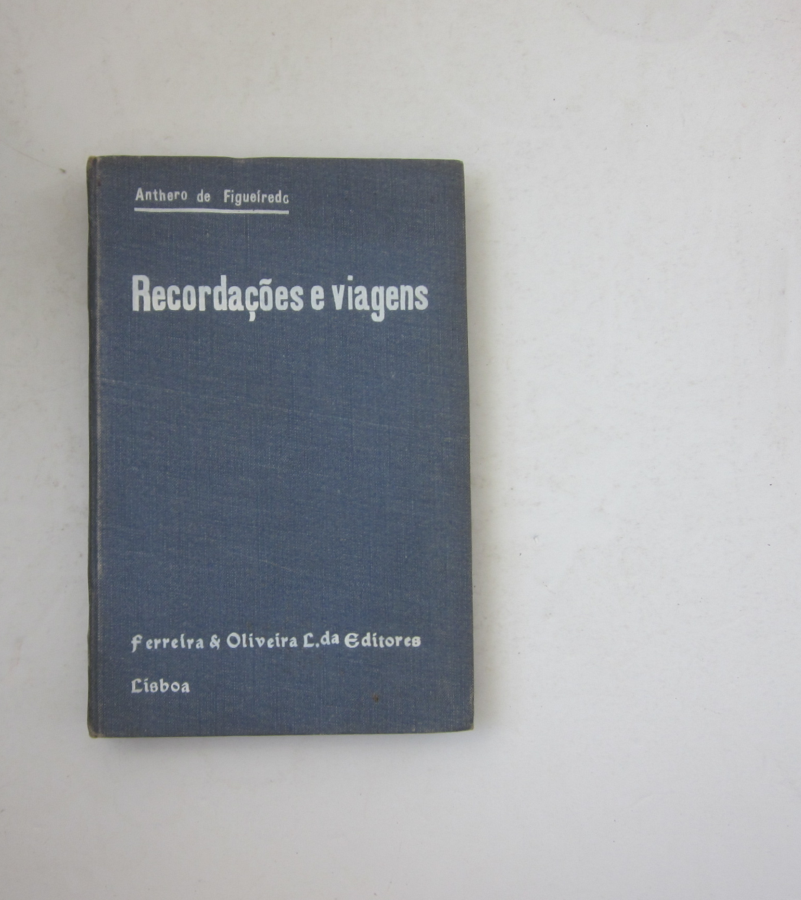 Anthero de Figueiredo
Recordações e viagens
Ferreira & Oliveira L.da Editores
Lisboa